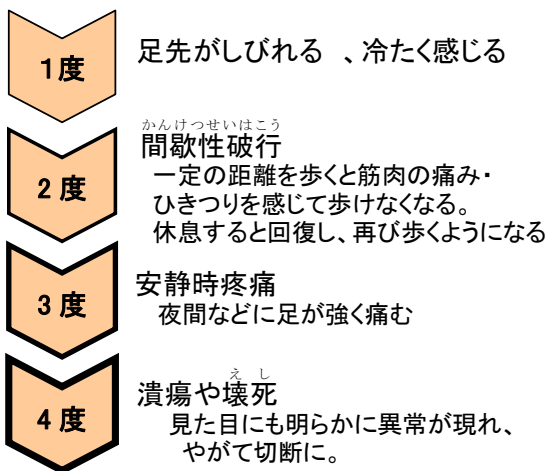 1度
足先がしびれる 、冷たく感じる
かんけつせいはこう
2度
間歇性破行
一定の距離を歩くと筋肉の痛み・
ひきつりを感じて歩けなくなる。
休息すると回復し、再び歩くようになる
3度
安静時疼痛
夜間などに足が強く痛む
えし
4度
潰瘍や壊死
見た目にも明らかに異常が現れ、
やがて切断に。